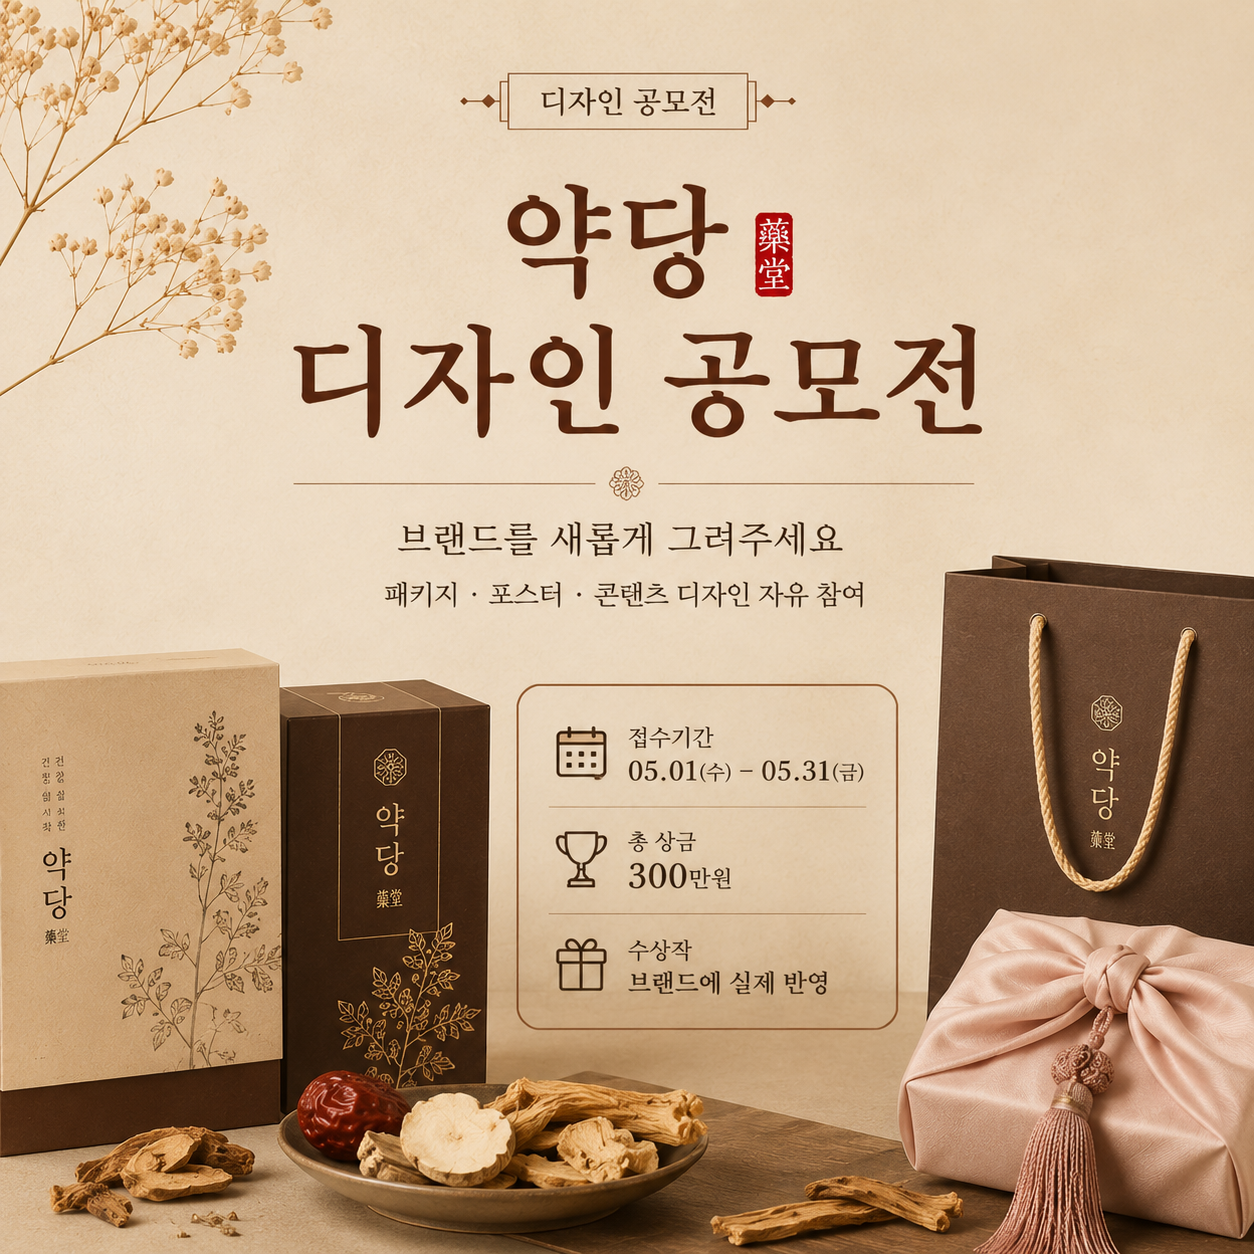 디자인 공모전
약당
藥堂
디자인 공모전
브랜드를 새롭게 그려주세요
패키지 · 포스터 · 콘텐츠 디자인 자유 참여
접수기간
05.01(수) – 05.31(금)
총 상금
300만원
수상작
브랜드에 실제 반영
약당
藥堂
약당
藥堂
약당
藥堂